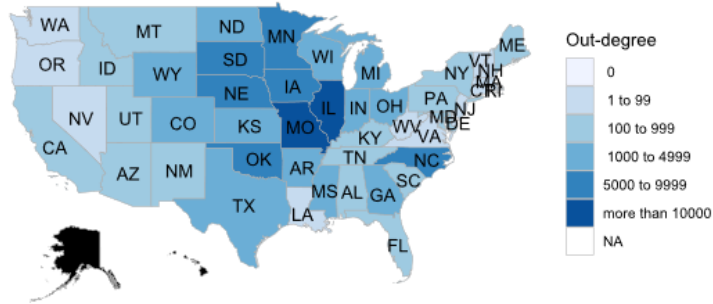 WA
MT
ND
MN
ME
OR
ID
SD
WI
VT
NH
WY
MI
NY
MA
CT
RI
NV
UT
NE
IA
PA
NJ
CO
IL
IN
OH
MD
DE
CA
KS
MO
KY
WV
VA
AZ
NM
OK
AR
TN
NC
SC
TX
LA
MS
AL
GA
FL
Out-degree
0
1 to 99
100 to 999
1000 to 4999
5000 to 9999
more than 10000
NA